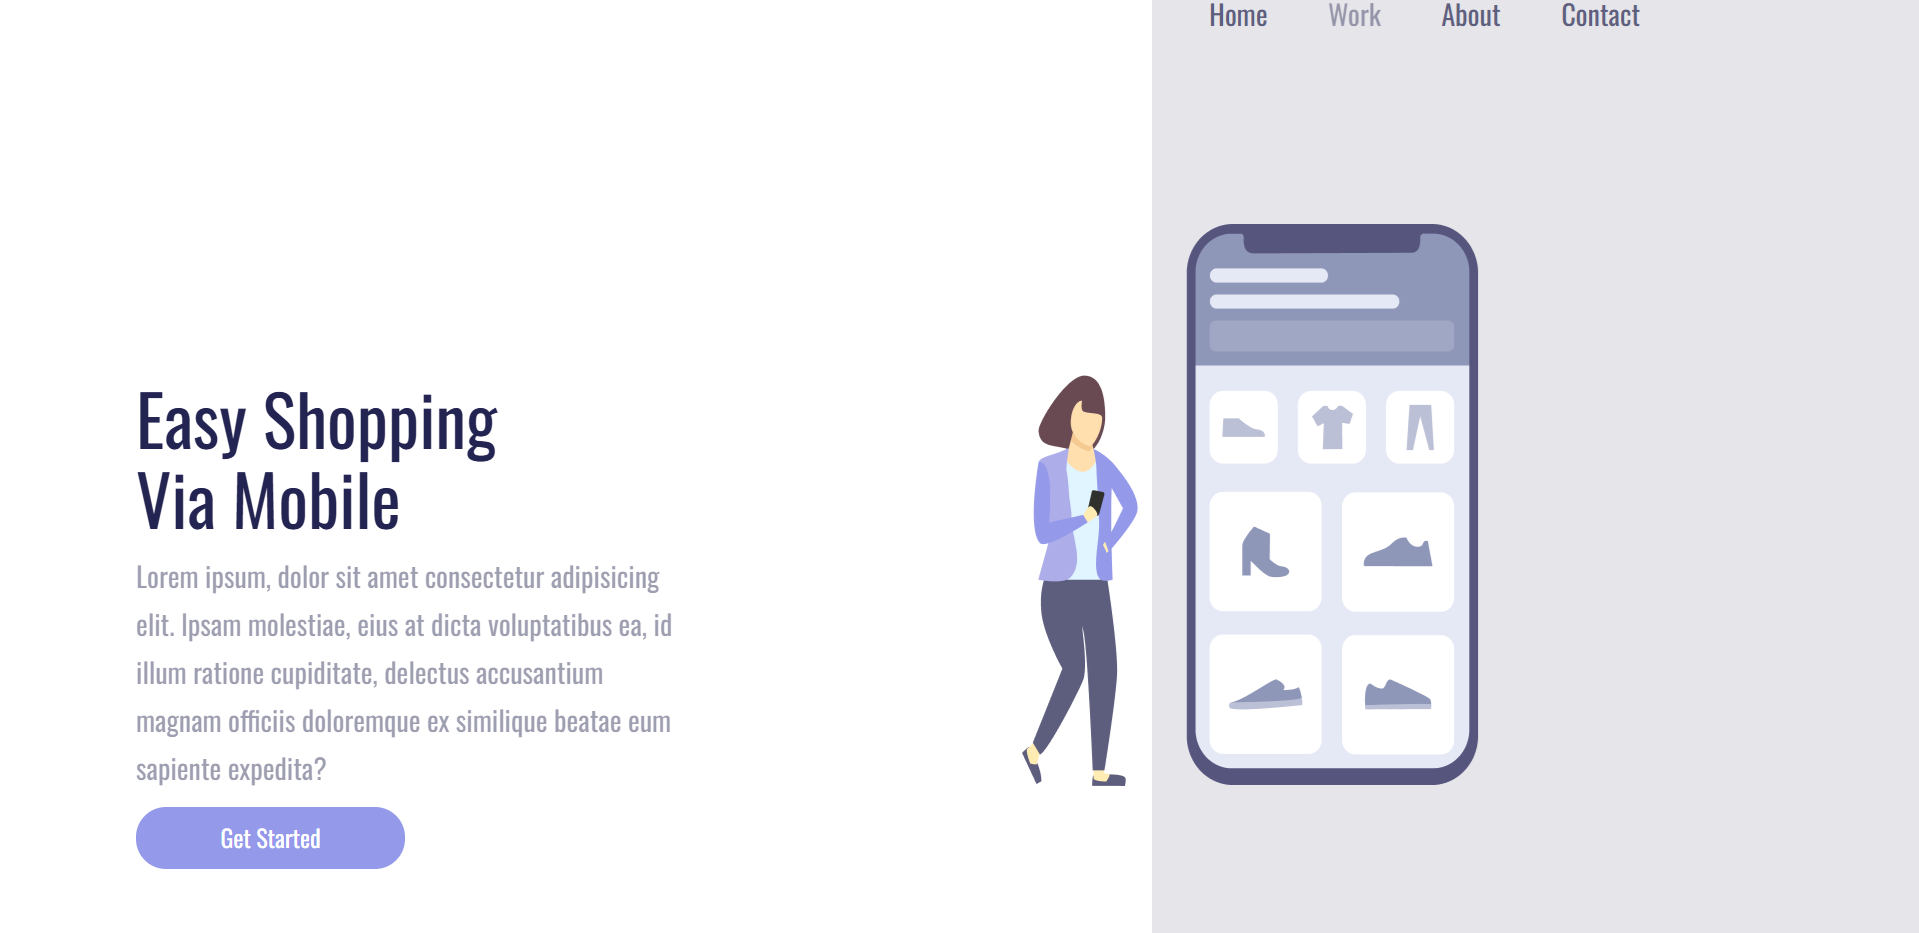 Home Work About Contact
Easy Shopping
Via Mobile
Lorem ipsum, dolor sit amet consectetur adipisicing
elit. Ipsam molestiae, eius at dicta voluptatibus ea, id
illum ratione cupiditate, delectus accusantium
magnam officiis doloremque ex similique beatae eum
sapiente expedita?
Get Started